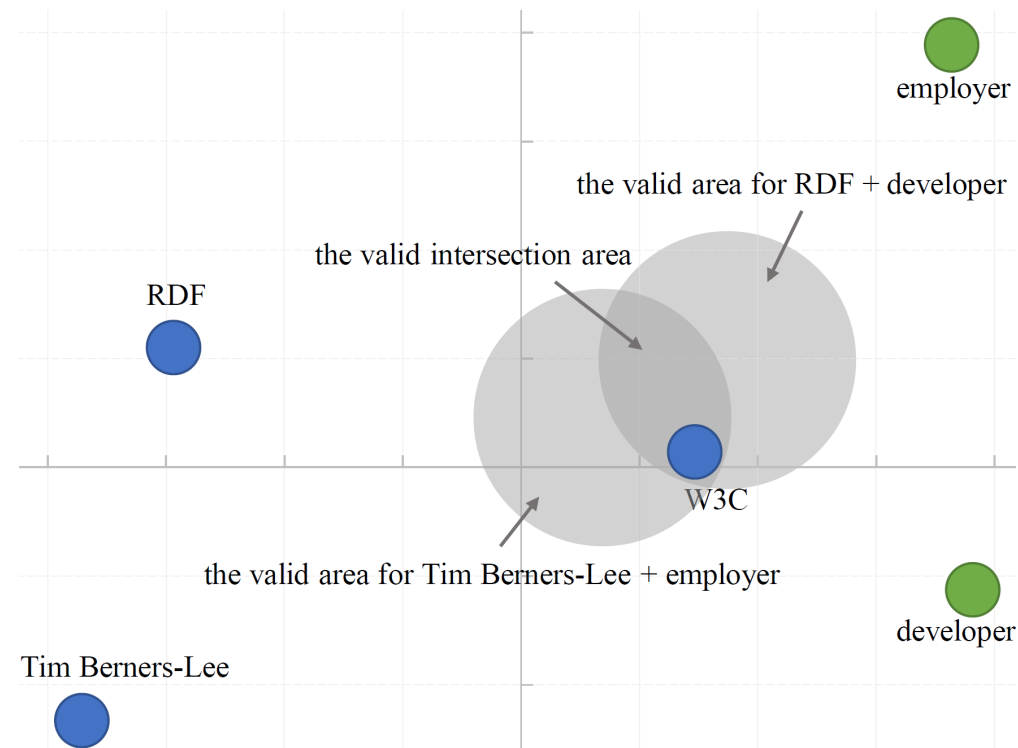 employer
the valid area for RDF + developer
the valid intersection area
RDF
W3C
the valid area for Tim Berners-Lee + employer
developer
Tim Berners-Lee